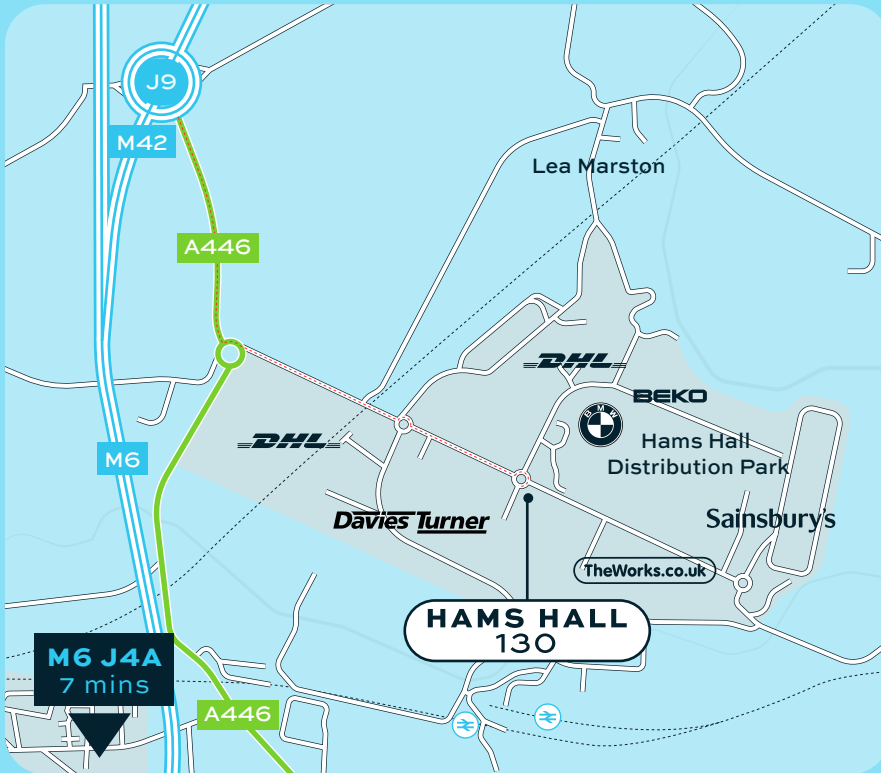 J9
M42
Lea Marston
A446
DHL
BEKO
BMW
DHL
Hams Hall
Distribution Park
M6
Davies Turner
Sainsbury's
TheWorks.co.uk
HAMS HALL
130
M6 J4A
7 mins
A446